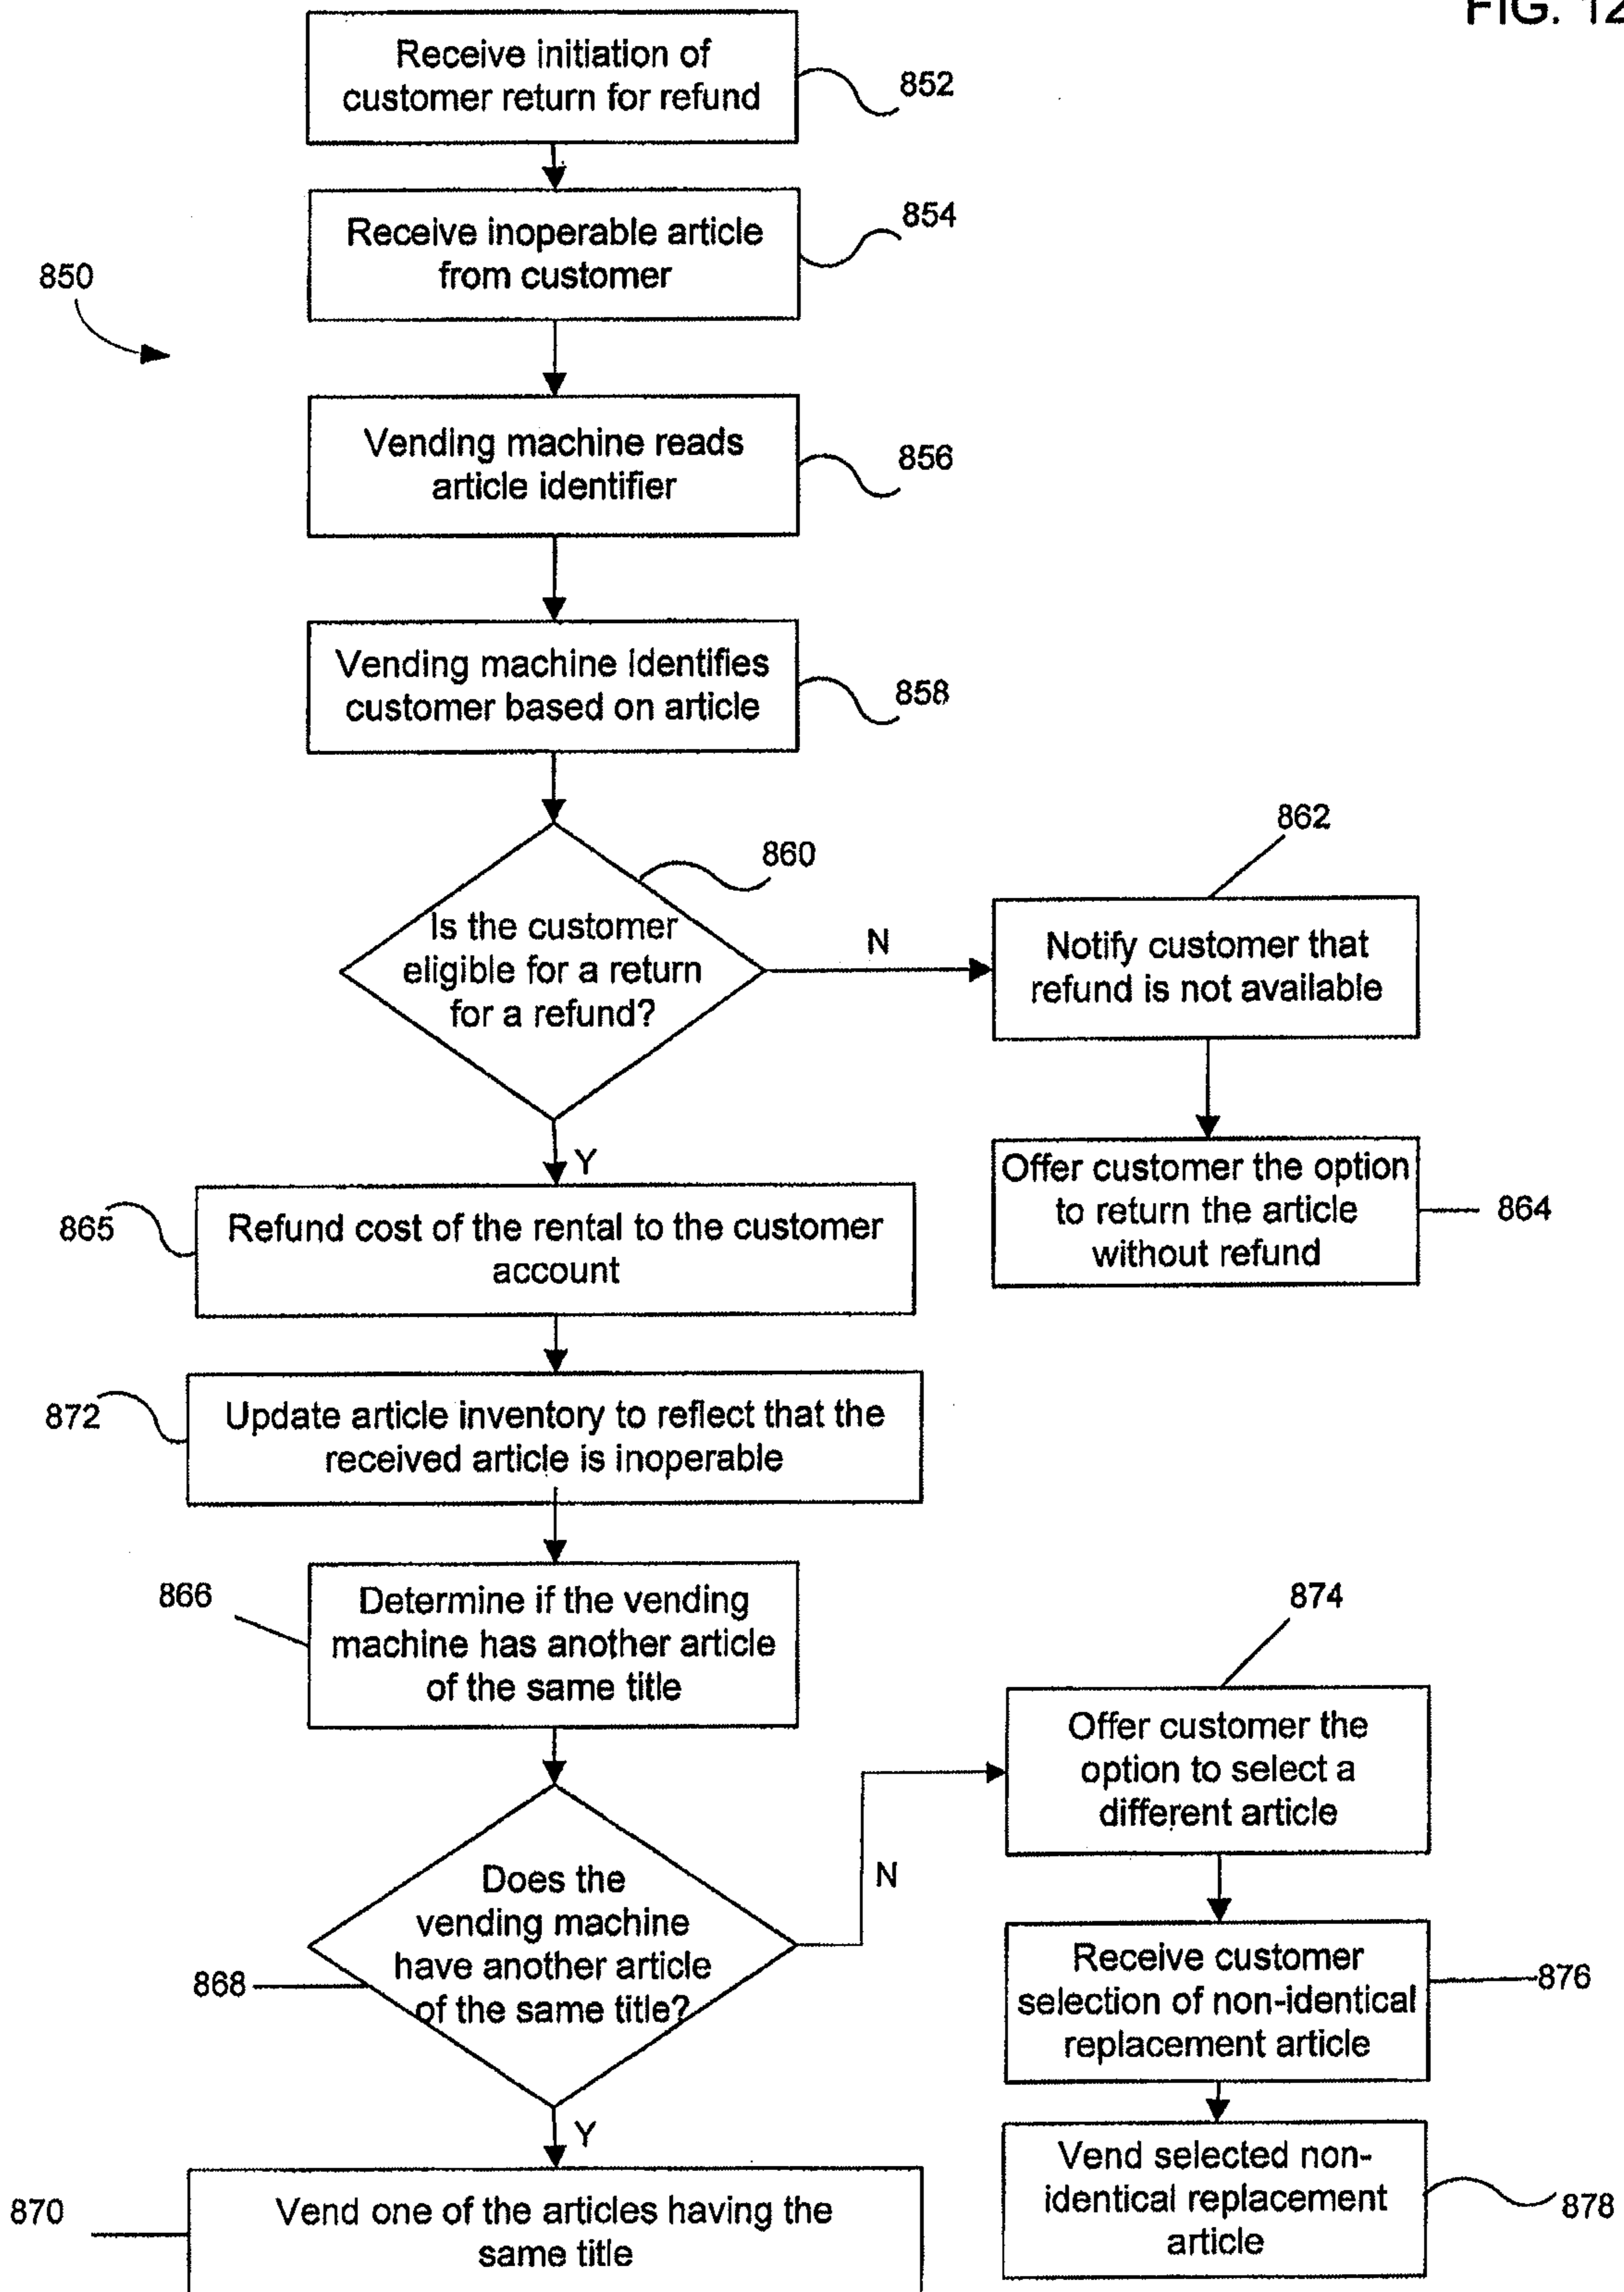 FIG. 12
Receive initiation of
customer return for refund
852
Receive inoperable article
from customer
854
850
Vending machine reads
article identifier
856
Vending machine identifies
customer based on article
858
860
Is the customer
eligible for a return
for a refund?
N
862
Notify customer that
refund is not available
Y
Offer customer the option
to return the article
without refund
864
865
Refund cost of the rental to the customer
account
872
Update article inventory to reflect that the
received article is inoperable
866
Determine if the vending
machine has another article
of the same title
874
Offer customer the
option to select a
different article
Does the
vending machine
have another article
of the same title?
868
N
Receive customer
selection of non-identical
replacement article
876
Y
870
Vend one of the articles having the
same title
Vend selected non-
identical replacement
article
878